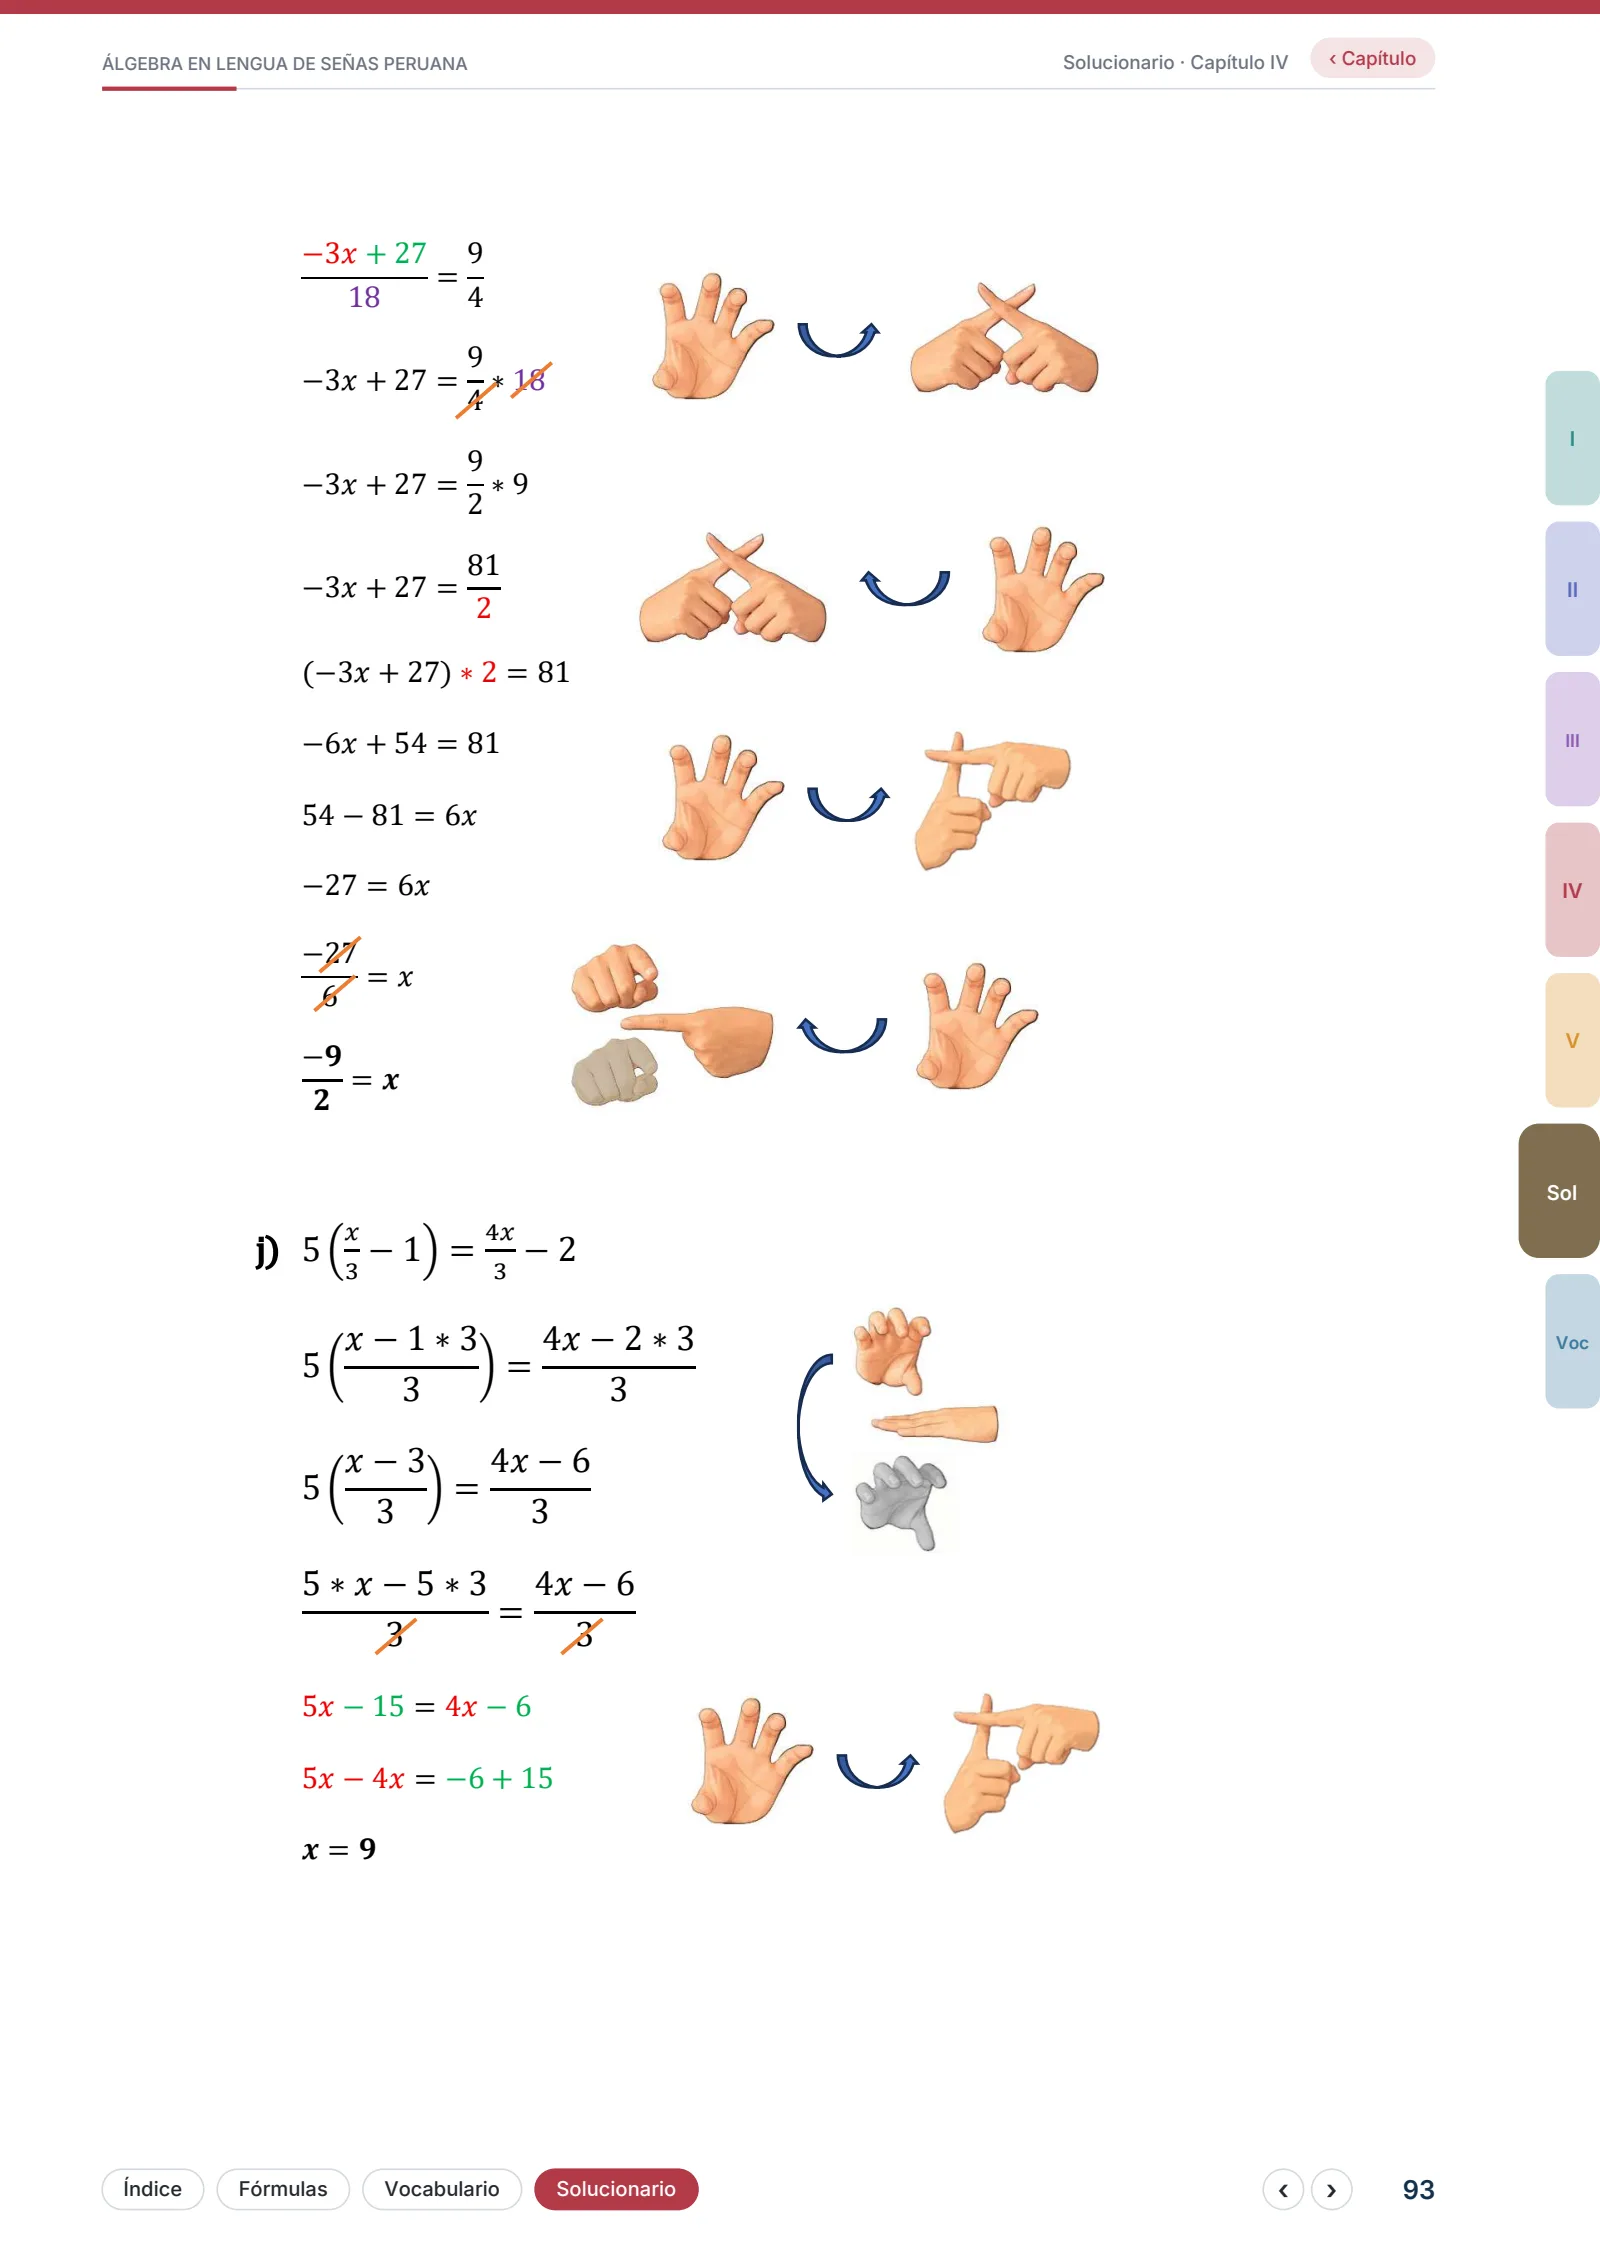 ÁLGEBRA EN LENGUA DE SEÑAS PERUANA
Solucionario · Capítulo IV
‹ Capítulo
(−3x + 27)/18 = 9/4
−3x + 27 = 9/4 * 18
−3x + 27 = 9/2 * 9
−3x + 27 = 81/2
(−3x + 27) * 2 = 81
−6x + 54 = 81
54 − 81 = 6x
−27 = 6x
−27/6 = x
−9/2 = x
j) 5(x/3 − 1) = 4x/3 − 2
5((x − 1 * 3)/3) = (4x − 2 * 3)/3
5((x − 3)/3) = (4x − 6)/3
(5 * x − 5 * 3)/3 = (4x − 6)/3
5x − 15 = 4x − 6
5x − 4x = −6 + 15
x = 9
I
II
III
IV
V
Sol
Voc
Índice
Fórmulas
Vocabulario
Solucionario
‹
›
93